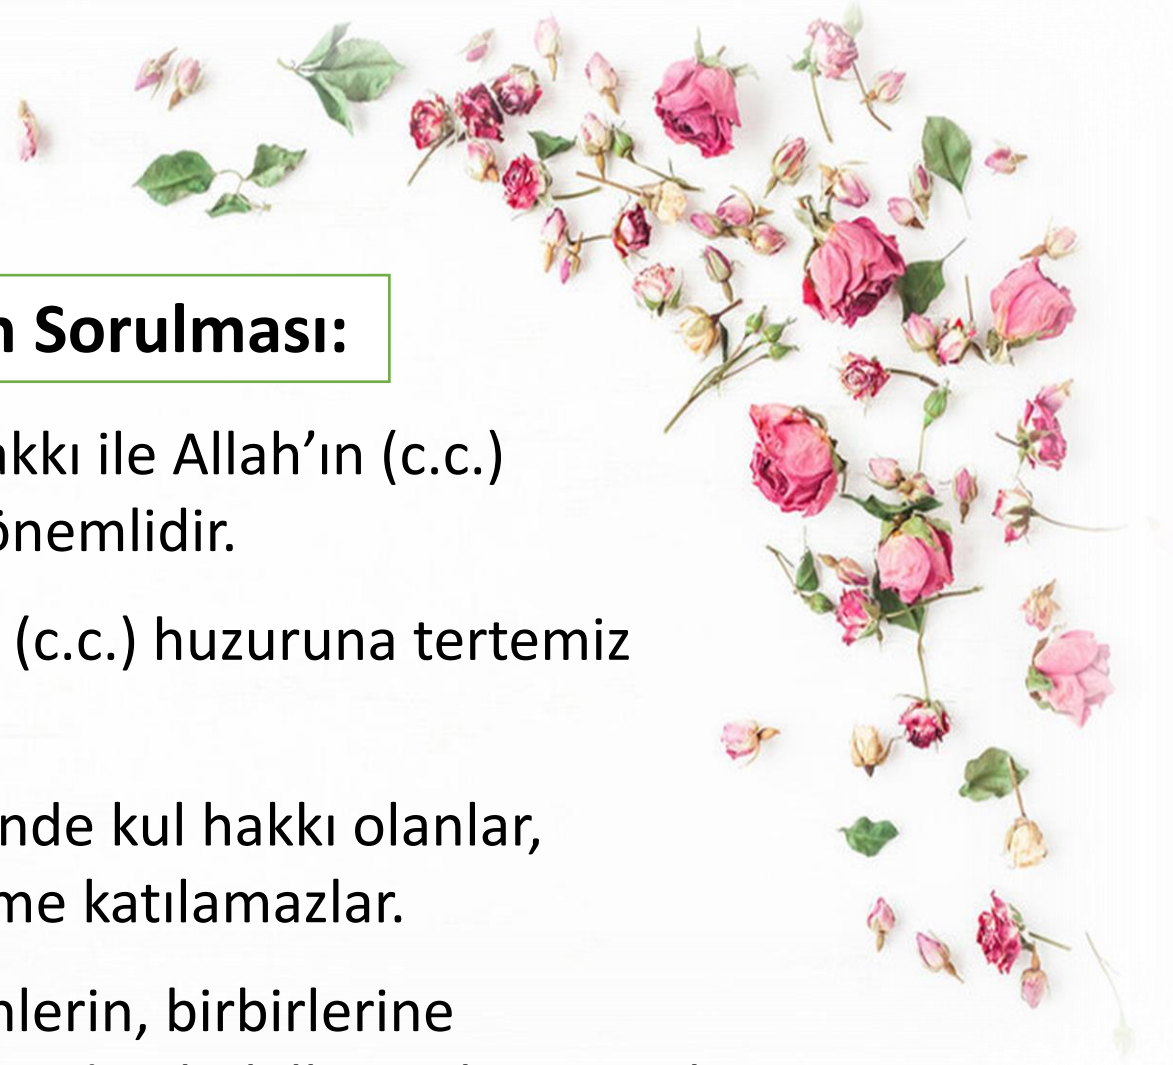 n Sorulması:
akkı ile Allah’ın (c.c.)
önemlidir.
(c.c.) huzuruna tertemiz
nde kul hakkı olanlar,
me katılamazlar.
nlerin, birbirlerine